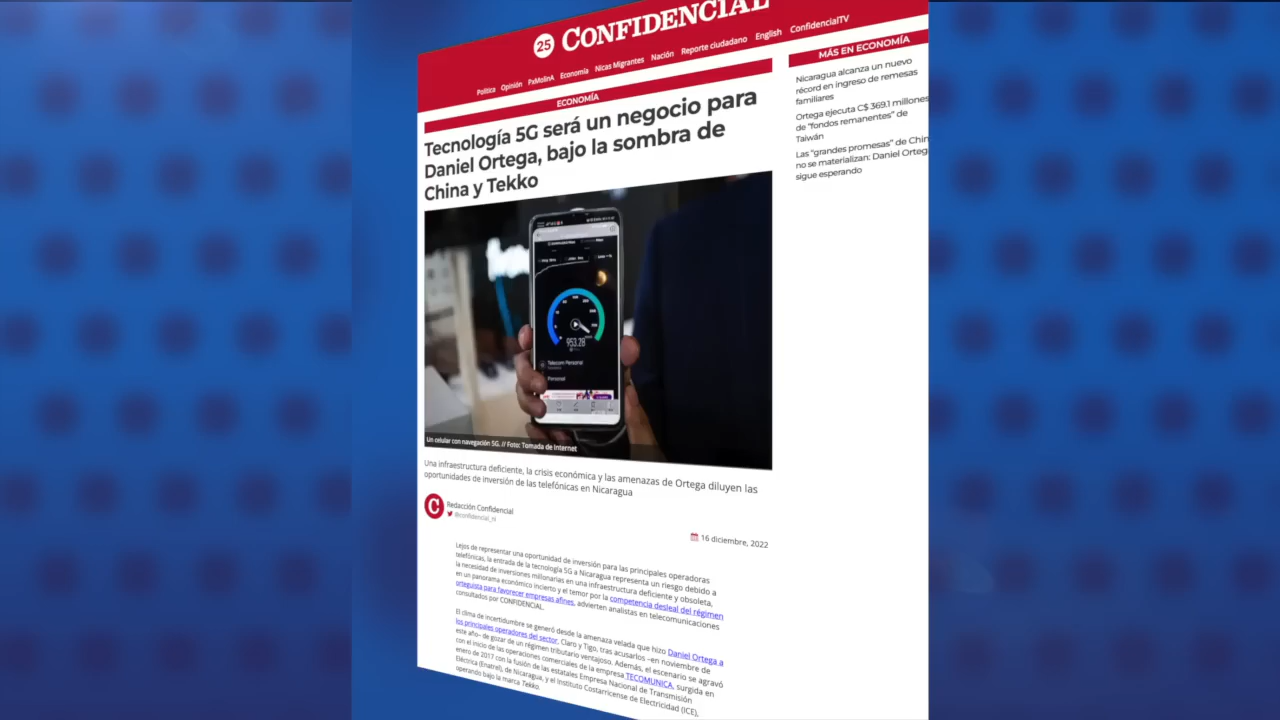 25 CONFIDENCIAL
Política Opinión PxMolinA Economía Nicas Migrantes Nación Reporte ciudadano English ConfidencialTV
ECONOMÍA
Tecnología 5G será un negocio para
Daniel Ortega, bajo la sombra de
China y Tekko
953.28
Telecom Personal
Personal
Un celular con navegación 5G. // Foto: Tomada de Internet
Una infraestructura deficiente, la crisis económica y las amenazas de Ortega diluyen las
oportunidades de inversión de las telefónicas en Nicaragua
C Redacción Confidencial
@confidencial_ni
16 diciembre, 2022
Lejos de representar una oportunidad de inversión para las principales operadoras
telefónicas, la entrada de la tecnología 5G a Nicaragua representa un riesgo debido a
la necesidad de inversiones millonarias en una infraestructura deficiente y obsoleta,
en un panorama económico incierto y el temor por la competencia desleal del régimen
orteguista para favorecer empresas afines, advierten analistas en telecomunicaciones
consultados por CONFIDENCIAL.
El clima de incertidumbre se generó desde la amenaza velada que hizo Daniel Ortega a
los principales operadores del sector, Claro y Tigo, tras acusarlos –en noviembre de
este año– de gozar de un régimen tributario ventajoso. Además, el escenario se agravó
con el inicio de las operaciones comerciales de la empresa TECOMUNICA, surgida en
enero de 2017 con la fusión de las estatales Empresa Nacional de Transmisión
Eléctrica (Enatrel), de Nicaragua, y el Instituto Costarricense de Electricidad (ICE),
operando bajo la marca Tekko.
MÁS EN ECONOMÍA
Nicaragua alcanza un nuevo
récord en ingreso de remesas
familiares
Ortega ejecuta C$ 369.1 millones
de "fondos remanentes" de
Taiwán
Las "grandes promesas" de Chin
no se materializan: Daniel Orteg
sigue esperando